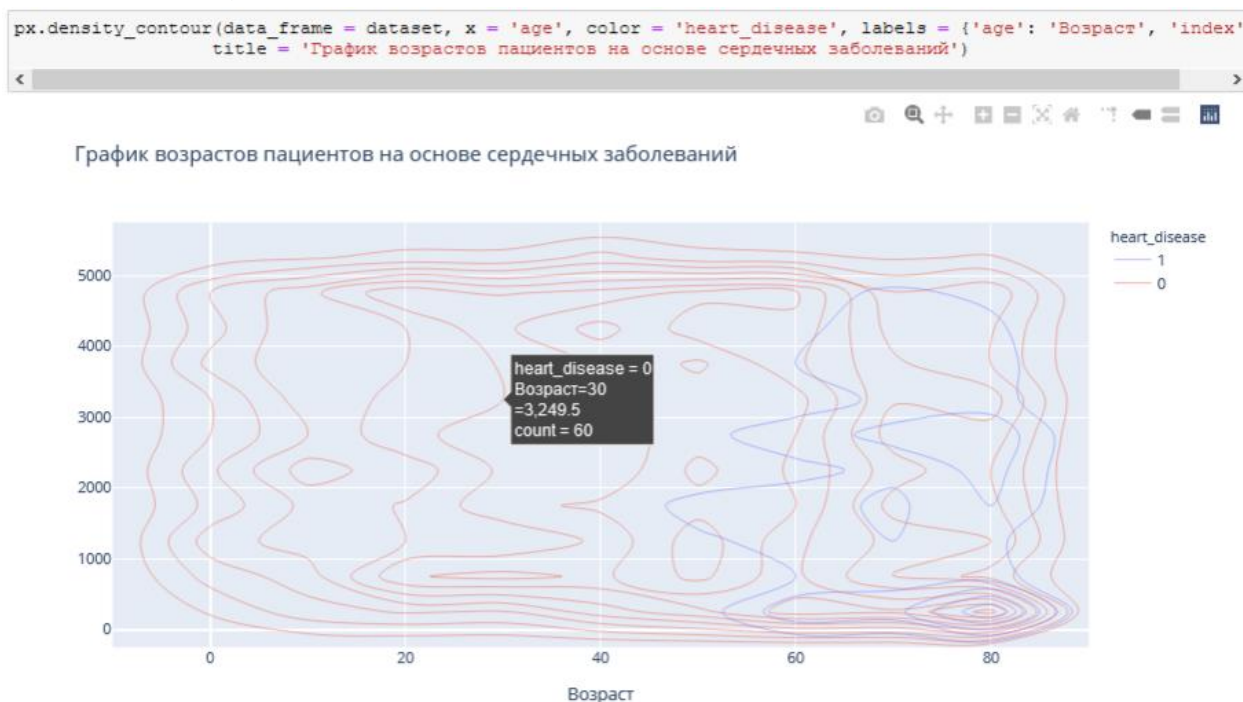 px.density_contour(data_frame = dataset, x = 'age', color = 'heart_disease', labels = {'age': 'Возраст', 'index'
title = 'График возрастов пациентов на основе сердечных заболеваний')
График возрастов пациентов на основе сердечных заболеваний
heart_disease
1
0
5000
4000
3000
2000
1000
0
heart_disease = 0
Возраст=30
=3,249.5
count = 60
0
20
40
60
80
Возраст